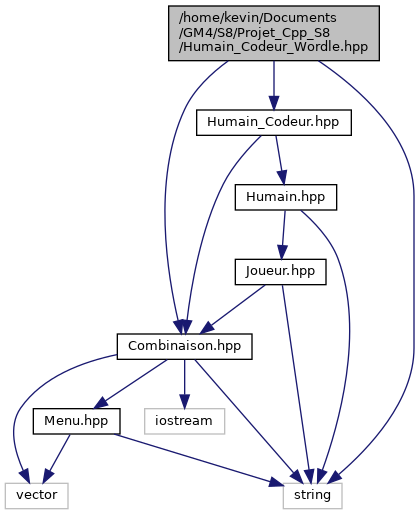 /home/kevin/Documents
/GM4/S8/Projet_Cpp_S8
/Humain_Codeur_Wordle.hpp
Humain_Codeur.hpp
Humain.hpp
Joueur.hpp
Combinaison.hpp
Menu.hpp
iostream
vector
string